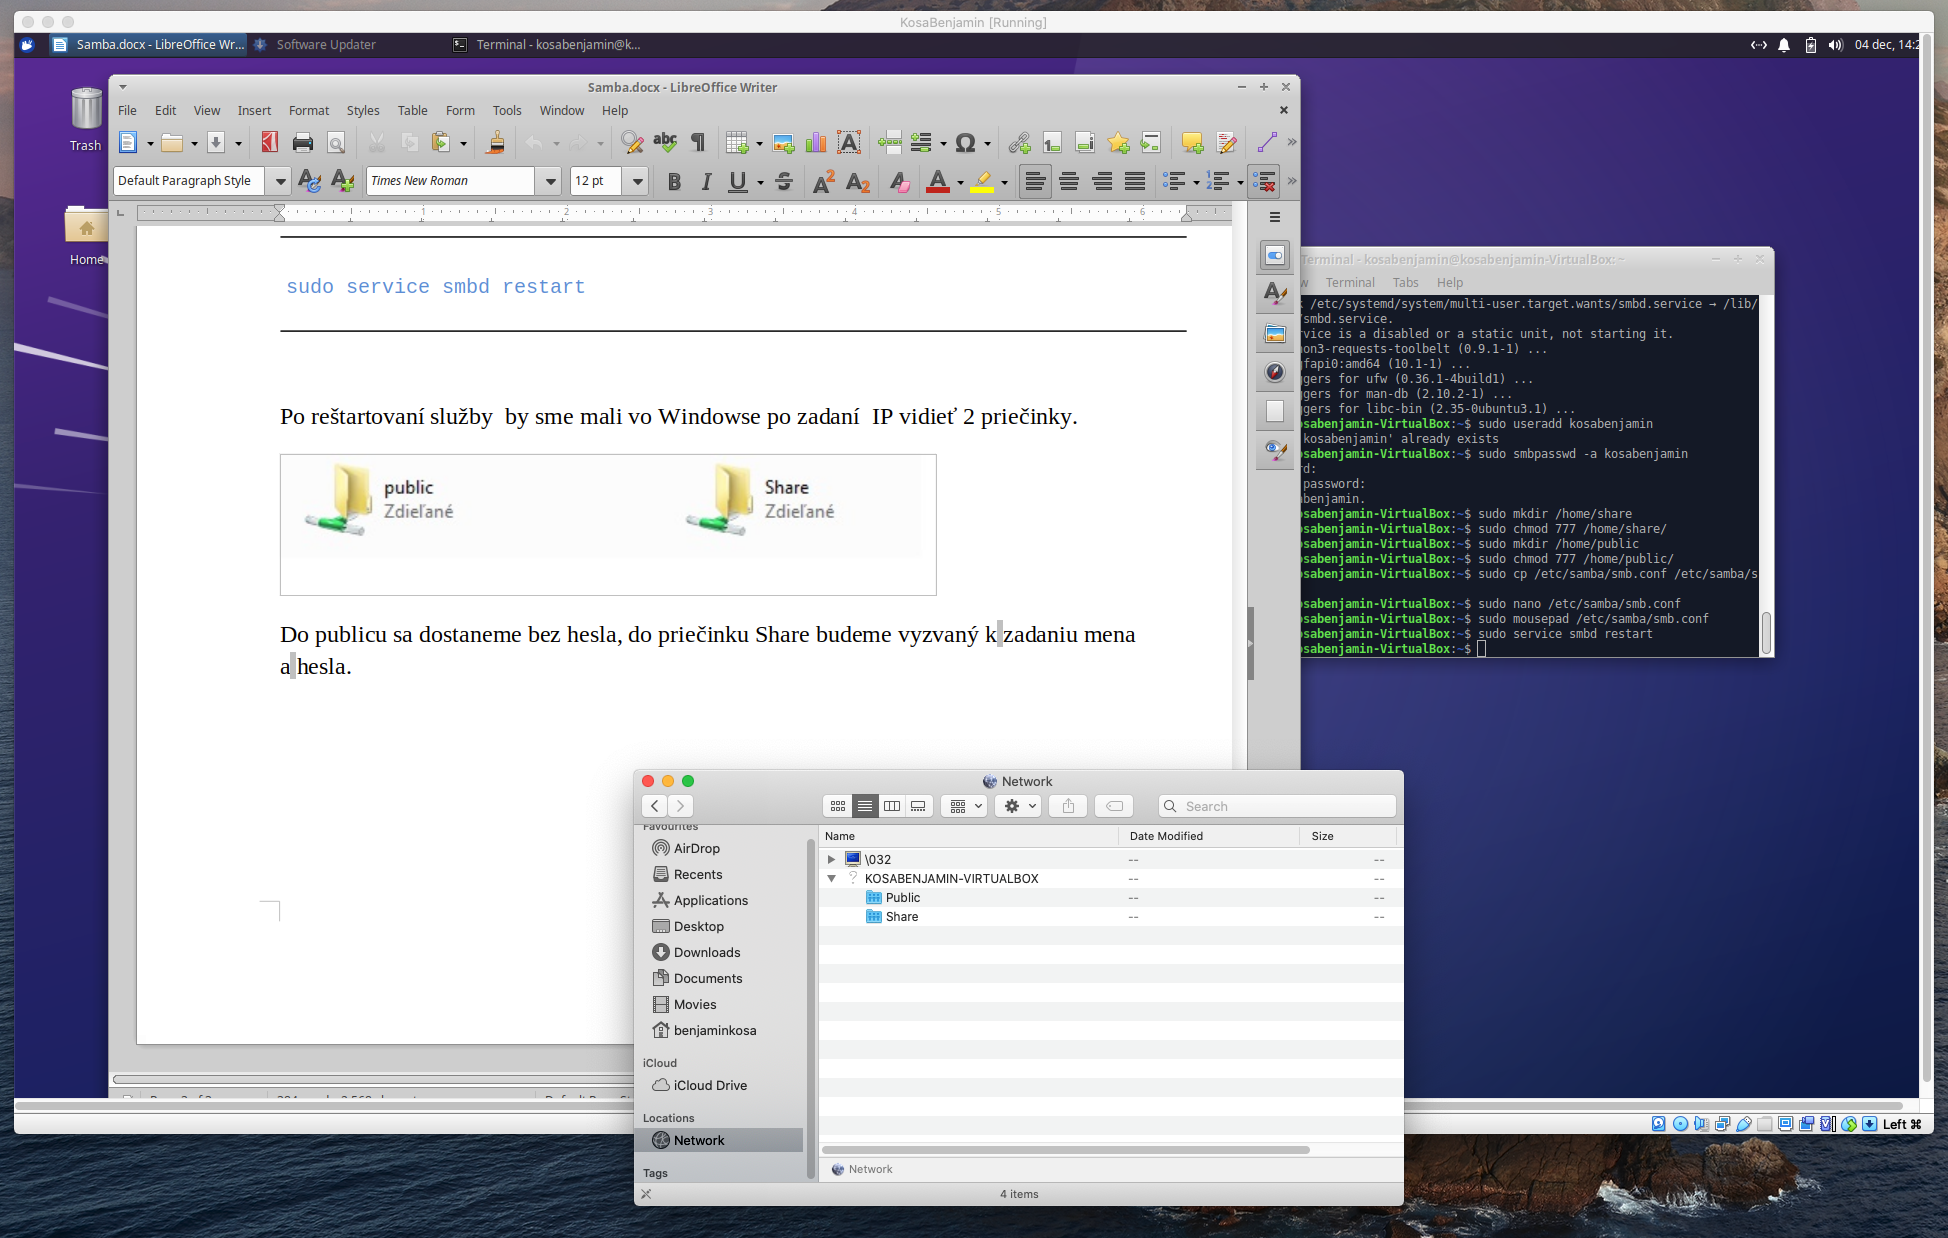 KosaBenjamin [Running]
Samba.docx - LibreOffice Wr...
Software Updater
Terminal - kosabenjamin@k...
04 dec, 14:2
Samba.docx - LibreOffice Writer
File Edit View Insert Format Styles Table Form Tools Window Help
Trash
Default Paragraph Style
Times New Roman
12 pt
1 2 3 4 5 6
Home
sudo service smbd restart
Po reštartovaní služby  by sme mali vo Windowse po zadaní  IP vidieť 2 priečinky.
public
Zdieľané
Share
Zdieľané
Do publicu sa dostaneme bez hesla, do priečinku Share budeme vyzvaný k zadaniu mena
a hesla.
Terminal - kosabenjamin@kosabenjamin-VirtualBox: ~
w Terminal Tabs Help
/etc/systemd/system/multi-user.target.wants/smbd.service → /lib/
smbd.service.
vice is a disabled or a static unit, not starting it.
on3-requests-toolbelt (0.9.1-1) ...
gfapi0:amd64 (10.1-1) ...
ggers for ufw (0.36.1-4build1) ...
ggers for man-db (2.10.2-1) ...
ggers for libc-bin (2.35-0ubuntu3.1) ...
osabenjamin-VirtualBox:~$ sudo useradd kosabenjamin
kosabenjamin' already exists
osabenjamin-VirtualBox:~$ sudo smbpasswd -a kosabenjamin
rd:
password:
abenjamin.
osabenjamin-VirtualBox:~$ sudo mkdir /home/share
osabenjamin-VirtualBox:~$ sudo chmod 777 /home/share/
osabenjamin-VirtualBox:~$ sudo mkdir /home/public
osabenjamin-VirtualBox:~$ sudo chmod 777 /home/public/
osabenjamin-VirtualBox:~$ sudo cp /etc/samba/smb.conf /etc/samba/s
osabenjamin-VirtualBox:~$ sudo nano /etc/samba/smb.conf
osabenjamin-VirtualBox:~$ sudo mousepad /etc/samba/smb.conf
osabenjamin-VirtualBox:~$ sudo service smbd restart
osabenjamin-VirtualBox:~$
Network
Search
Favourites
AirDrop
Recents
Applications
Desktop
Downloads
Documents
Movies
benjaminkosa
iCloud
iCloud Drive
Locations
Network
Tags
Name Date Modified Size
\032 -- --
KOSABENJAMIN-VIRTUALBOX -- --
Public -- --
Share -- --
Network
4 items
Left ⌘